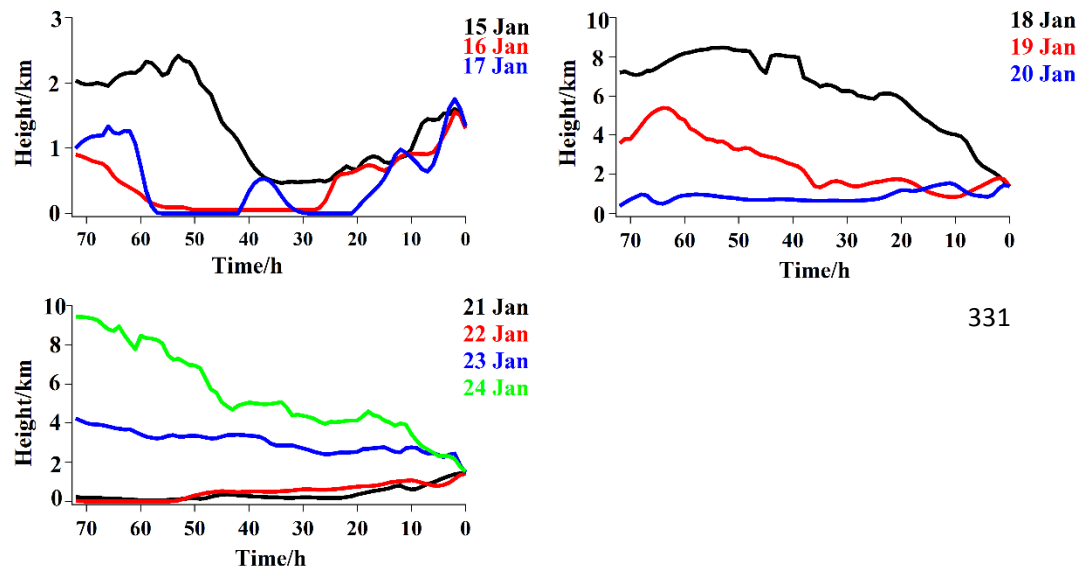 3
2
1
0
Height/km
70 60 50 40 30 20 10 0
Time/h
15 Jan
16 Jan
17 Jan
10
8
6
4
2
0
Height/km
70 60 50 40 30 20 10 0
Time/h
18 Jan
19 Jan
20 Jan
10
8
6
4
2
0
Height/km
70 60 50 40 30 20 10 0
Time/h
21 Jan
22 Jan
23 Jan
24 Jan
331